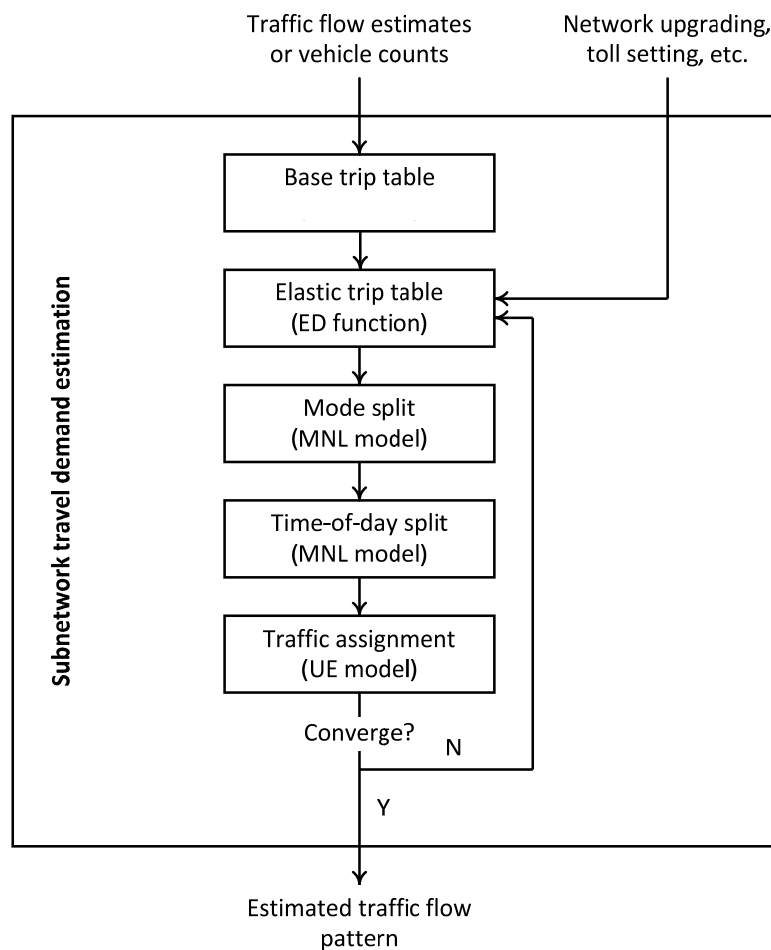 Traffic flow estimates
or vehicle counts
Network upgrading,
toll setting, etc.
Base trip table
Elastic trip table
(ED function)
Subnetwork travel demand estimation
Mode split
(MNL model)
Time-of-day split
(MNL model)
Traffic assignment
(UE model)
Converge?
N
Y
Estimated traffic flow
pattern